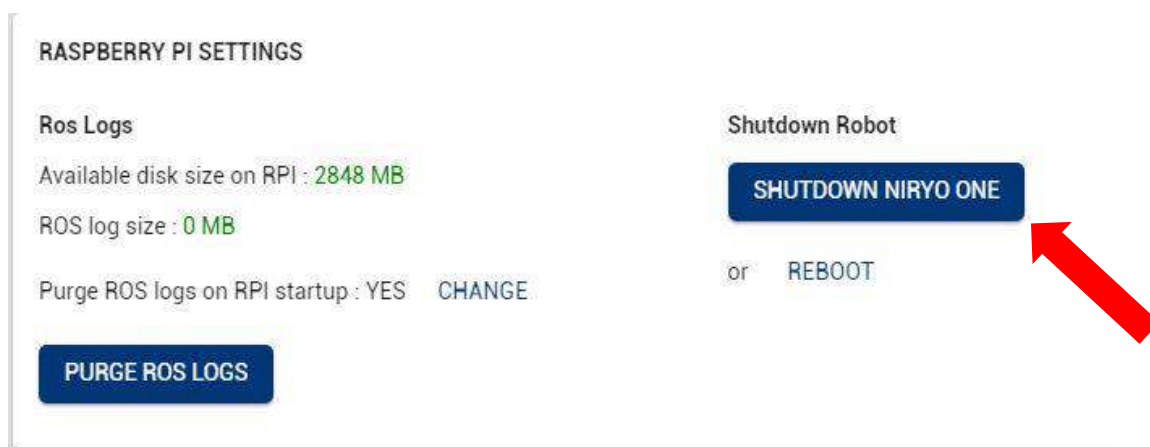 RASPBERRY PI SETTINGS
Ros Logs
Available disk size on RPI : 2848 MB
ROS log size : 0 MB
Purge ROS logs on RPI startup : YES CHANGE
PURGE ROS LOGS
Shutdown Robot
SHUTDOWN NIRYO ONE
or REBOOT